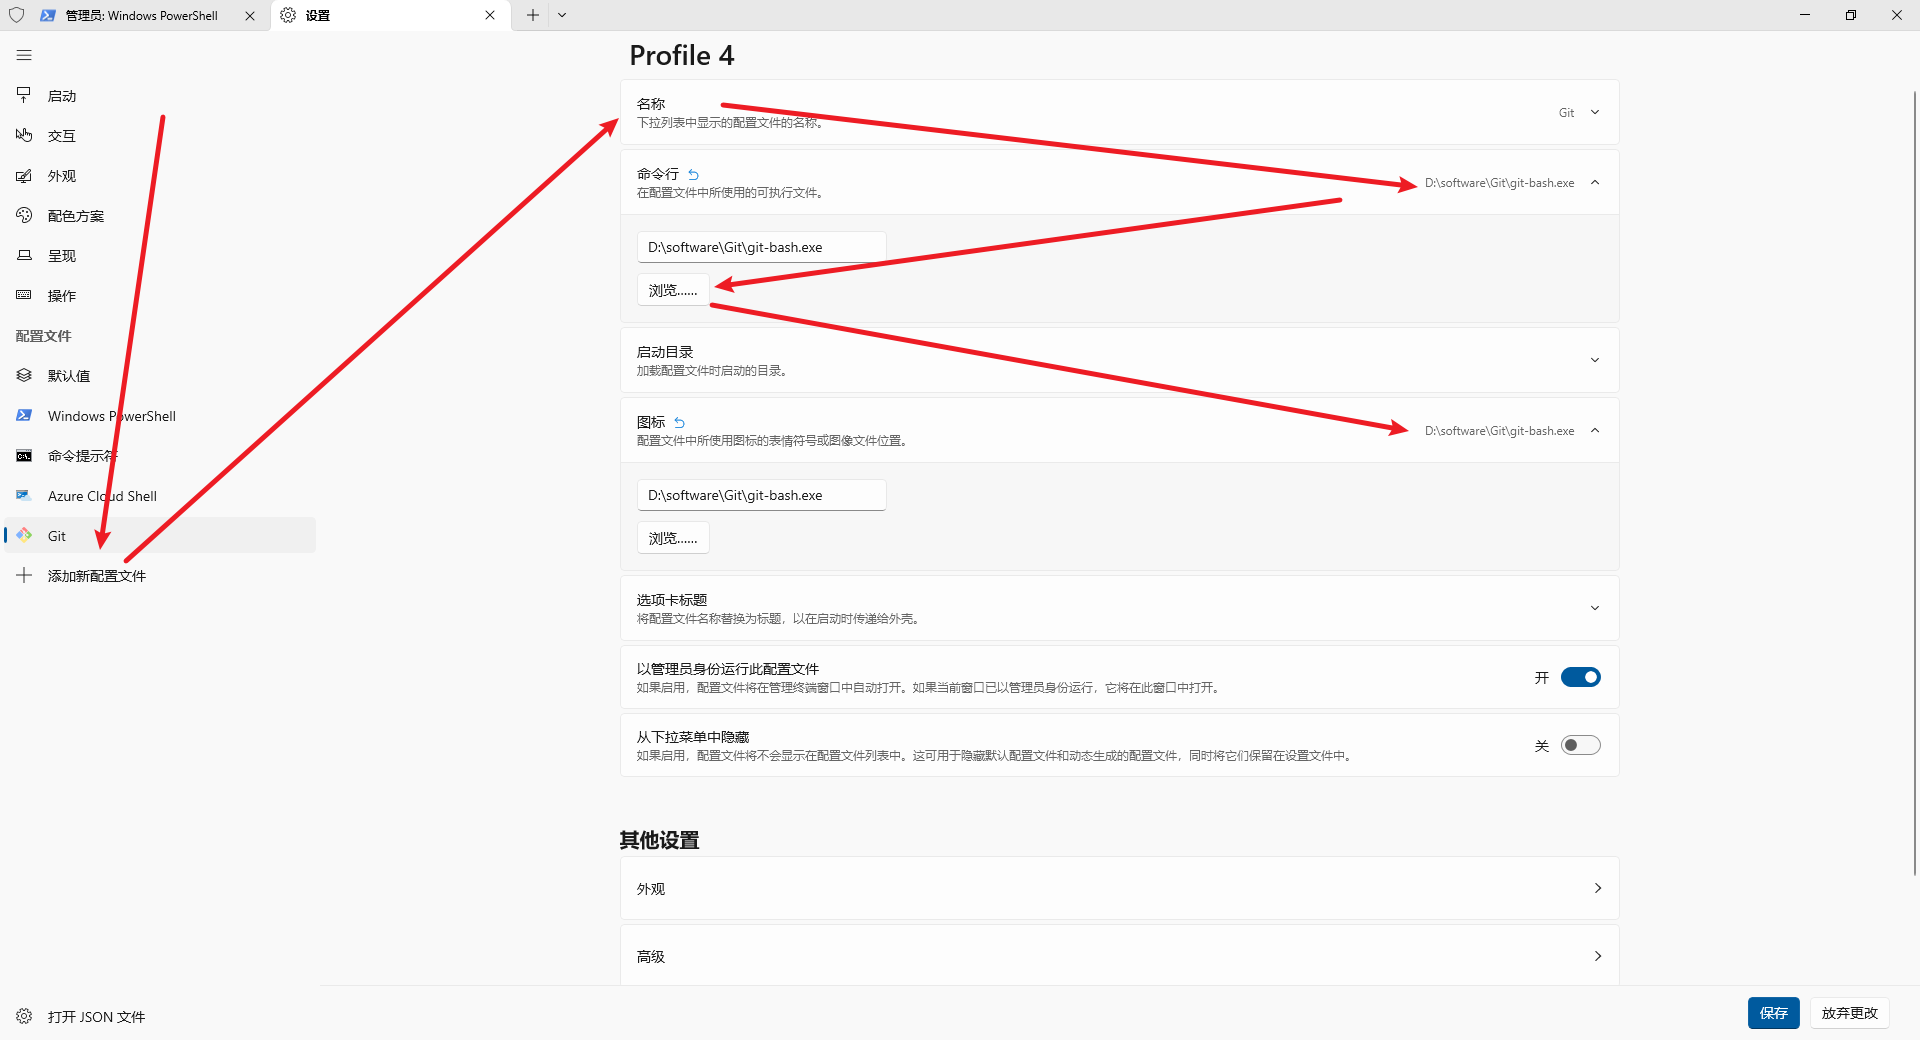 管理员: Windows PowerShell
设置
启动
交互
外观
配色方案
呈现
操作
配置文件
默认值
Windows PowerShell
命令提示符
Azure Cloud Shell
Git
添加新配置文件
打开 JSON 文件
Profile 4
名称
下拉列表中显示的配置文件的名称。
Git
命令行
在配置文件中所使用的可执行文件。
D:\software\Git\git-bash.exe
D:\software\Git\git-bash.exe
浏览......
启动目录
加载配置文件时启动的目录。
图标
配置文件中所使用图标的表情符号或图像文件位置。
D:\software\Git\git-bash.exe
D:\software\Git\git-bash.exe
浏览......
选项卡标题
将配置文件名称替换为标题，以在启动时传递给外壳。
以管理员身份运行此配置文件
如果启用，配置文件将在管理终端窗口中自动打开。如果当前窗口已以管理员身份运行，它将在此窗口中打开。
开
从下拉菜单中隐藏
如果启用，配置文件将不会显示在配置文件列表中。这可用于隐藏默认配置文件和动态生成的配置文件，同时将它们保留在设置文件中。
关
其他设置
外观
高级
保存
放弃更改